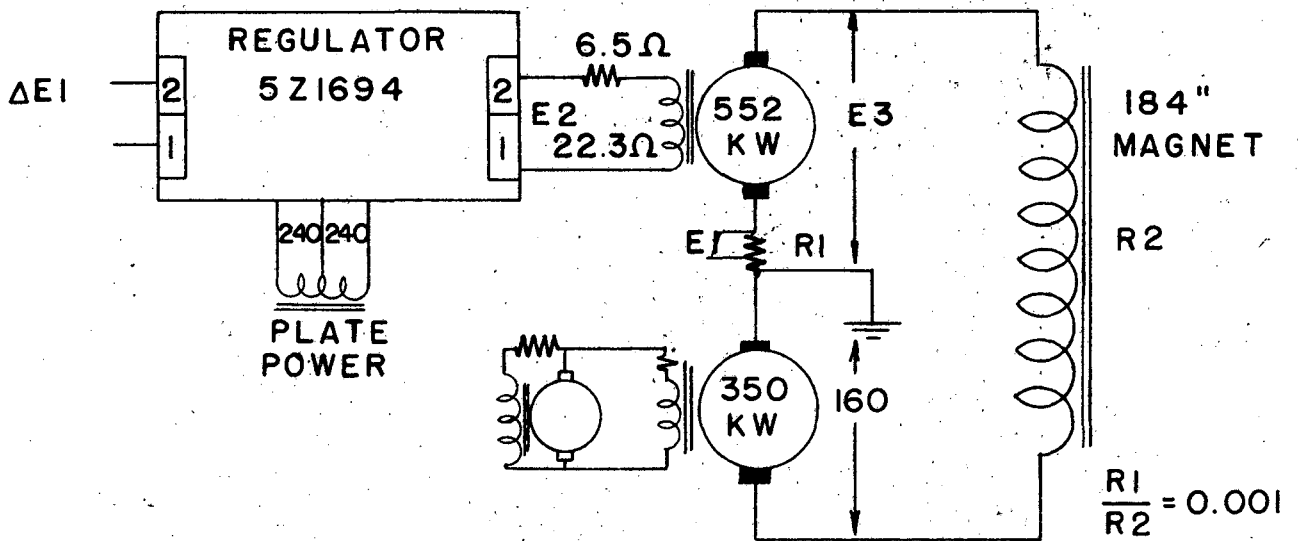 REGULATOR
5Z1694
ΔE1
2
1
2
1
E2
6.5Ω
22.3Ω
552
KW
E3
184"
MAGNET
R2
240
240
PLATE
POWER
E1
R1
350
KW
160
R1
R2
= 0.001